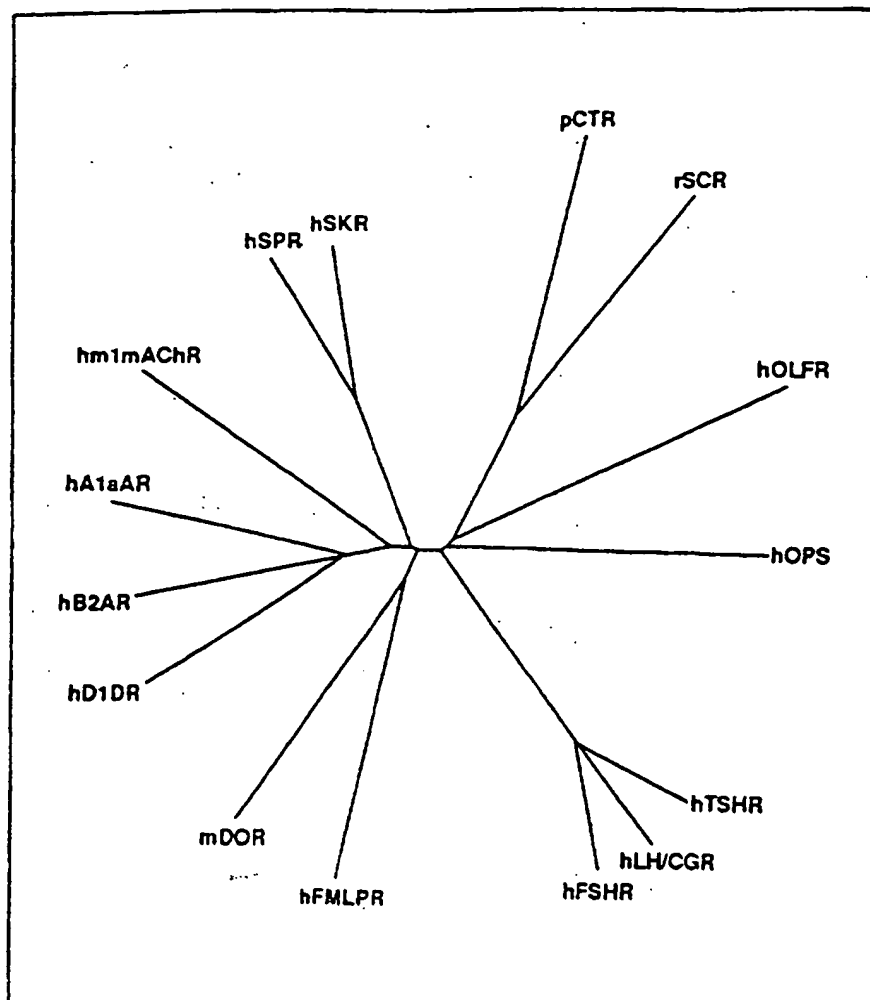 pCTR
rSCR
hSKR
hSPR
hm1mAChR
hOLFR
hA1aAR
hOPS
hB2AR
hD1DR
hTSHR
mDOR
hLH/CGR
hFMLPR
hFSHR